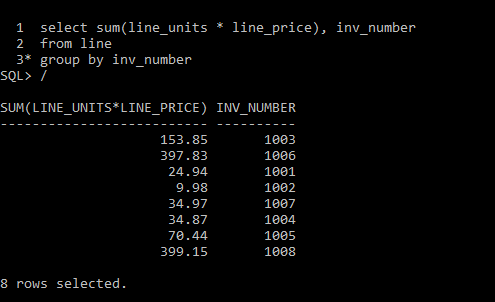 1  select sum(line_units * line_price), inv_number
2  from line
3* group by inv_number
SQL> /
SUM(LINE_UNITS*LINE_PRICE) INV_NUMBER
-------------------------- ----------
153.85       1003
397.83       1006
24.94       1001
9.98       1002
34.97       1007
34.87       1004
70.44       1005
399.15       1008
8 rows selected.